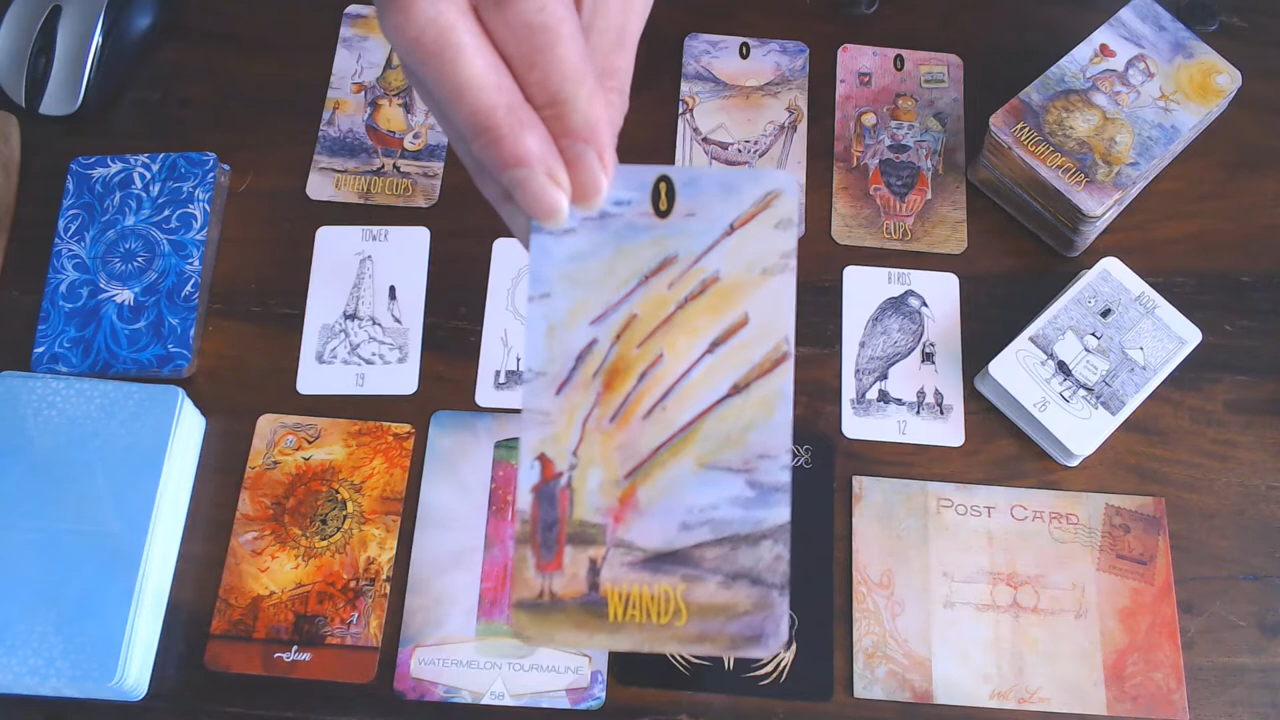 QUEEN OF CUPS
6
CUPS
KNIGHT OF CUPS
8
WANDS
TOWER
19
BIRDS
12
BOOK
26
31
Sun
WATERMELON TOURMALINE
58
POST CARD